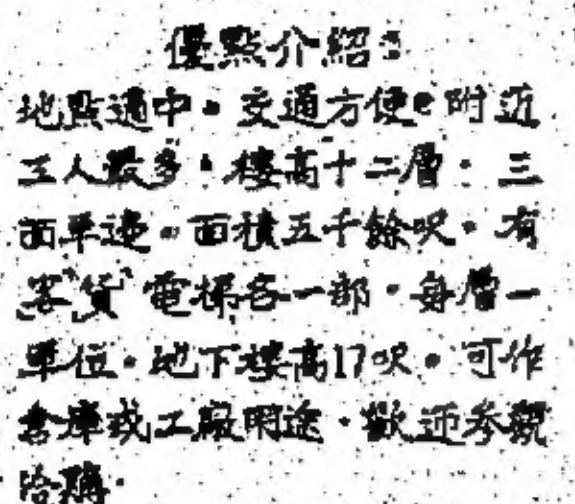 優點介紹：
地點適中。交通方便。附近
工人最多。樓高十二層。三
面單邊。面積五千餘呎。有
客貨電梯各一部。每層一
單位。地下樓高17呎。可作
倉庫或工廠用途。歡迎參觀
洽購。